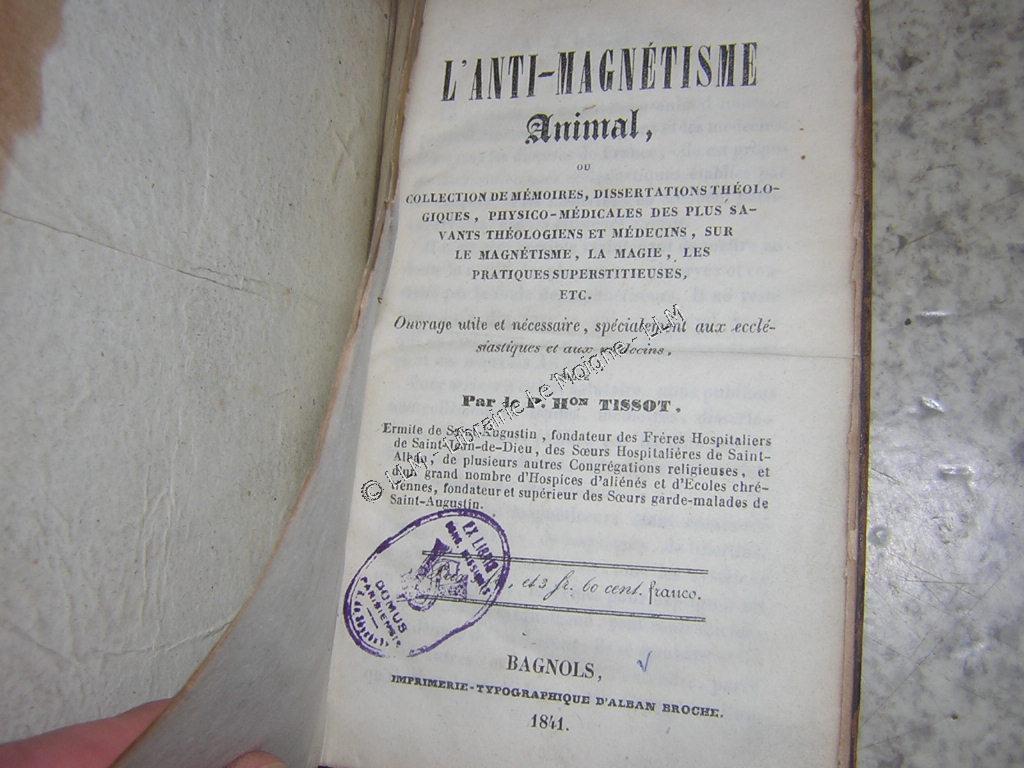 L'ANTI-MAGNÉTISME
Animal,
OU
COLLECTION DE MÉMOIRES, DISSERTATIONS THÉOLO-
GIQUES, PHYSICO-MÉDICALES DES PLUS SA-
VANTS THÉOLOGIENS ET MÉDECINS, SUR
LE MAGNÉTISME, LA MAGIE, LES
PRATIQUES SUPERSTITIEUSES,
ETC.
Ouvrage utile et nécessaire, spécialement aux ecclé-
siastiques et aux médecins,
Par le P. Hon TISSOT,
Ermite de Saint-Augustin, fondateur des Frères Hospitaliers
de Saint-Jean-de-Dieu, des Sœurs Hospitalières de Saint-
Alban, de plusieurs autres Congrégations religieuses, et
d'un grand nombre d'Hospices d'aliénés et d'Ecoles chré-
tiennes, fondateur et supérieur des Sœurs garde-malades de
Saint-Augustin.
et 3 fr. 60 cent. franco.
EX LIBRIS
DOMUS
PARISIENSIS
BAGNOLS,
IMPRIMERIE-TYPOGRAPHIQUE D'ALBAN BROCHE.
1841.
© LLM - Librairie Le Moigne - LLM